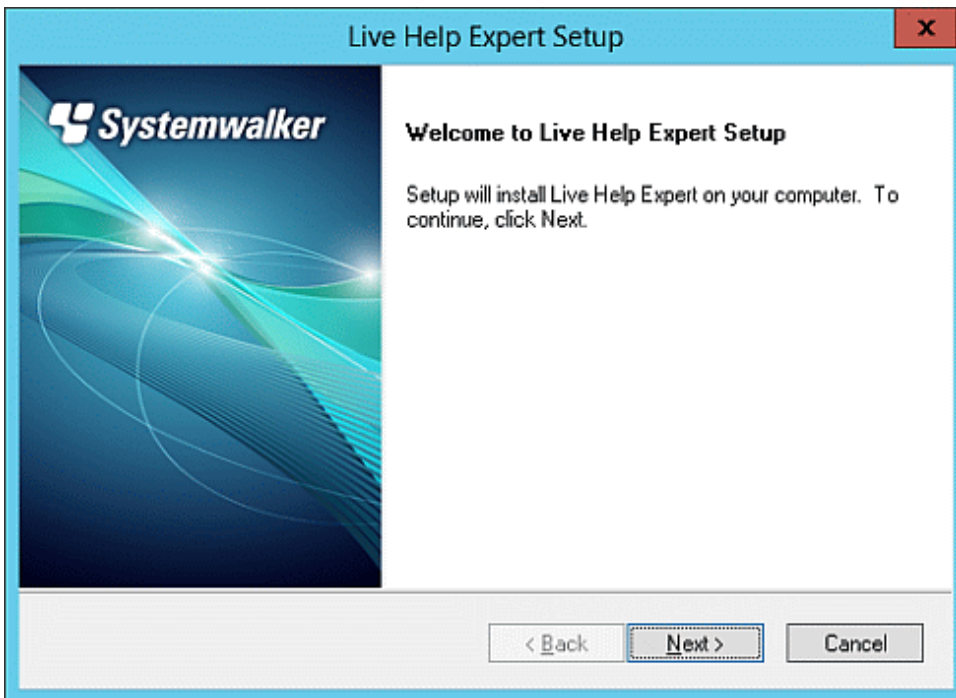 Live Help Expert Setup
x
Systemwalker
Welcome to Live Help Expert Setup
Setup will install Live Help Expert on your computer. To
continue, click Next.
< Back
Next >
Cancel